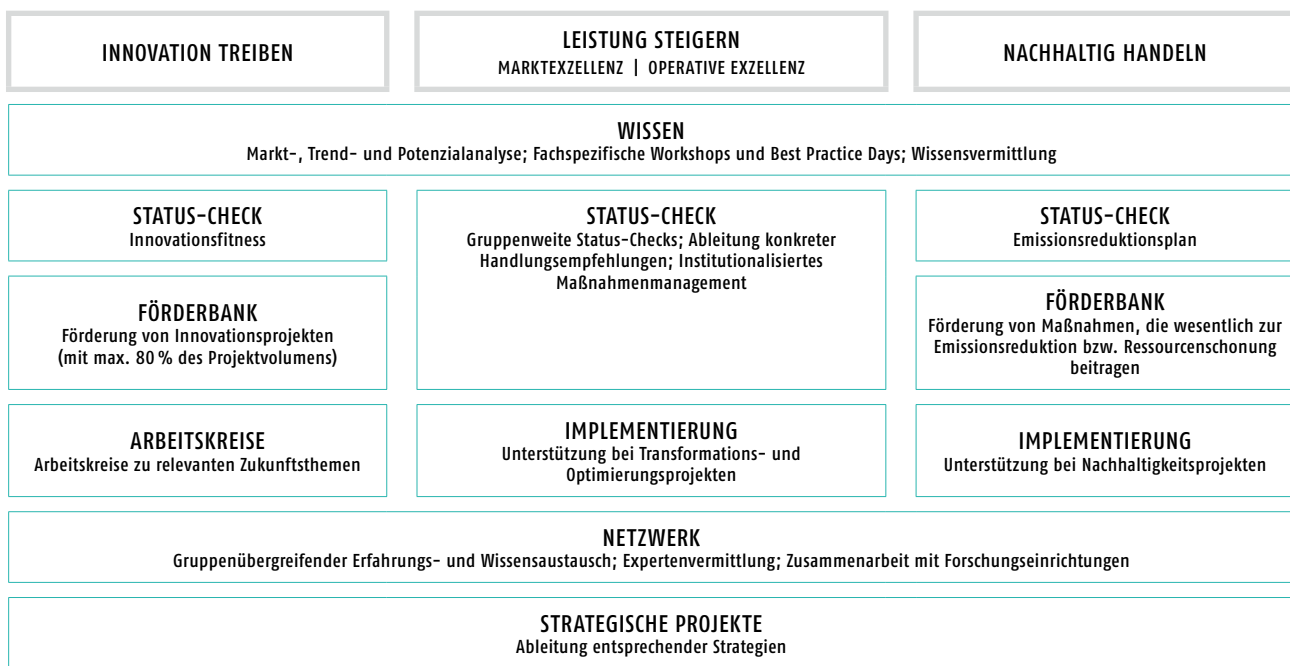 INNOVATION TREIBEN
LEISTUNG STEIGERN
MARKTEXZELLENZ | OPERATIVE EXZELLENZ
NACHHALTIG HANDELN
WISSEN
Markt-, Trend- und Potenzialanalyse; Fachspezifische Workshops und Best Practice Days; Wissensvermittlung
STATUS-CHECK
Innovationsfitness
STATUS-CHECK
Gruppenweite Status-Checks; Ableitung konkreter
Handlungsempfehlungen; Institutionalisiertes
Maßnahmenmanagement
STATUS-CHECK
Emissionsreduktionsplan
FÖRDERBANK
Förderung von Innovationsprojekten
(mit max. 80 % des Projektvolumens)
FÖRDERBANK
Förderung von Maßnahmen, die wesentlich zur
Emissionsreduktion bzw. Ressourcenschonung
beitragen
ARBEITSKREISE
Arbeitskreise zu relevanten Zukunftsthemen
IMPLEMENTIERUNG
Unterstützung bei Transformations- und
Optimierungsprojekten
IMPLEMENTIERUNG
Unterstützung bei Nachhaltigkeitsprojekten
NETZWERK
Gruppenübergreifender Erfahrungs- und Wissensaustausch; Expertenvermittlung; Zusammenarbeit mit Forschungseinrichtungen
STRATEGISCHE PROJEKTE
Ableitung entsprechender Strategien